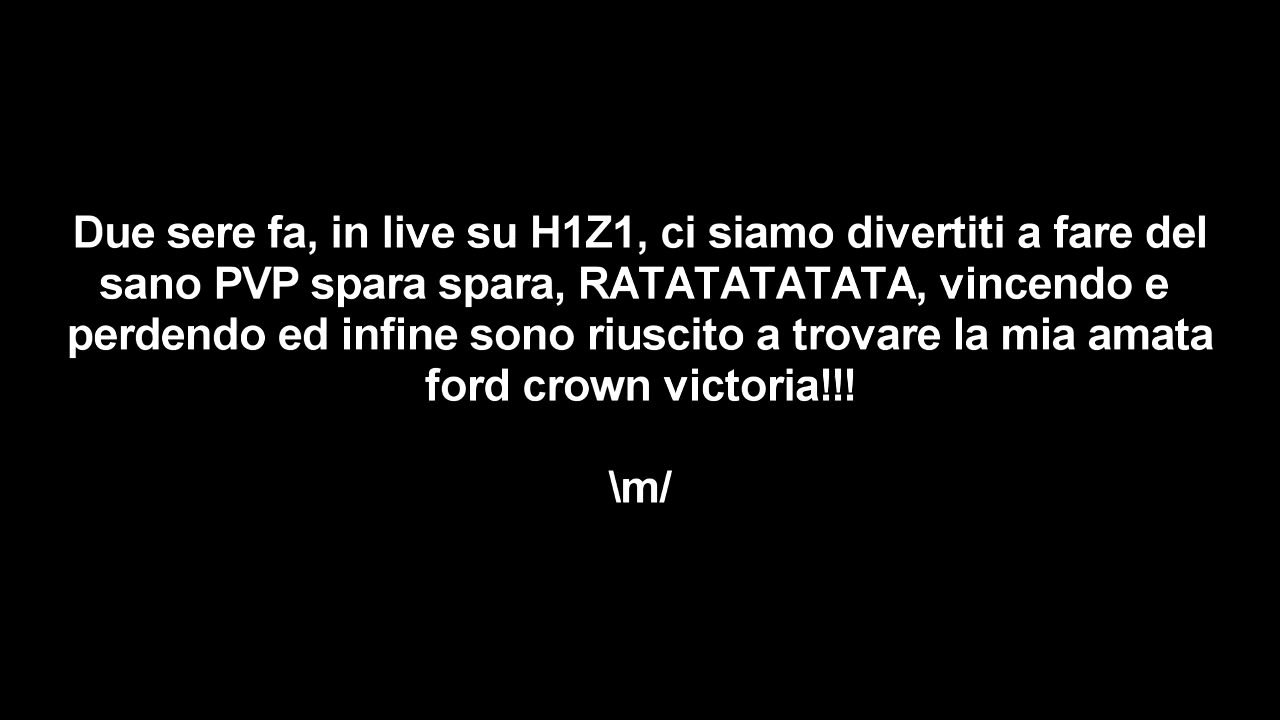 Due sere fa, in live su H1Z1, ci siamo divertiti a fare del
sano PVP spara spara, RATATATATATA, vincendo e
perdendo ed infine sono riuscito a trovare la mia amata
ford crown victoria!!!
\m/